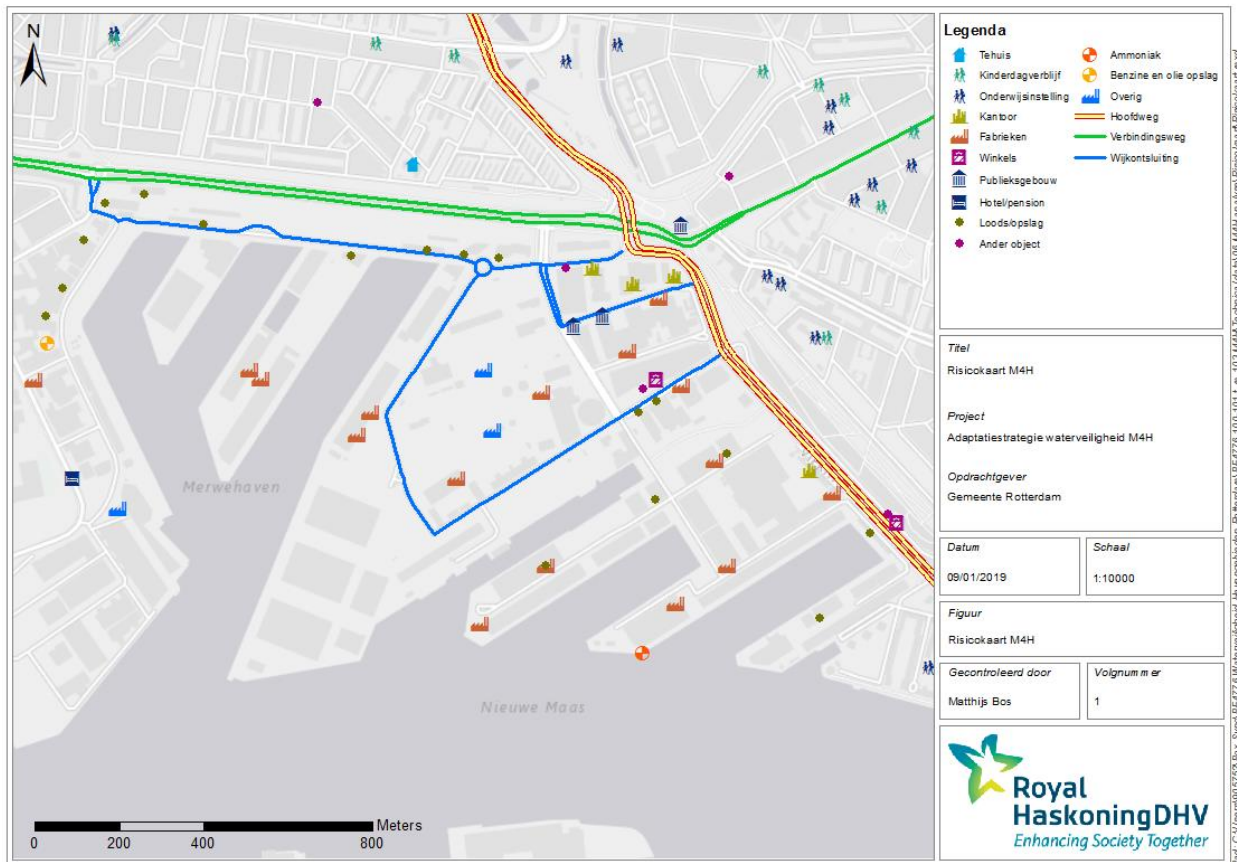 N
Merwehaven
Nieuwe Maas
Meters
0 200 400 800
Legenda
Tehuis
Kinderdagverblijf
Onderwijsinstelling
Kantoor
Fabrieken
Winkels
Publieksgebouw
Hotel/pension
Loods/opslag
Ander object
Ammoniak
Benzine en olie opslag
Overig
Hoofdweg
Verbindingsweg
Wijkontsluiting
Titel
Risicokaart M4H
Project
Adaptatiestrategie waterveiligheid M4H
Opdrachtgever
Gemeente Rotterdam
Datum
09/01/2019
Schaal
1:10000
Figuur
Risicokaart M4H
Gecontroleerd door
Matthijs Bos
Volgnummer
1
Royal
HaskoningDHV
Enhancing Society Together